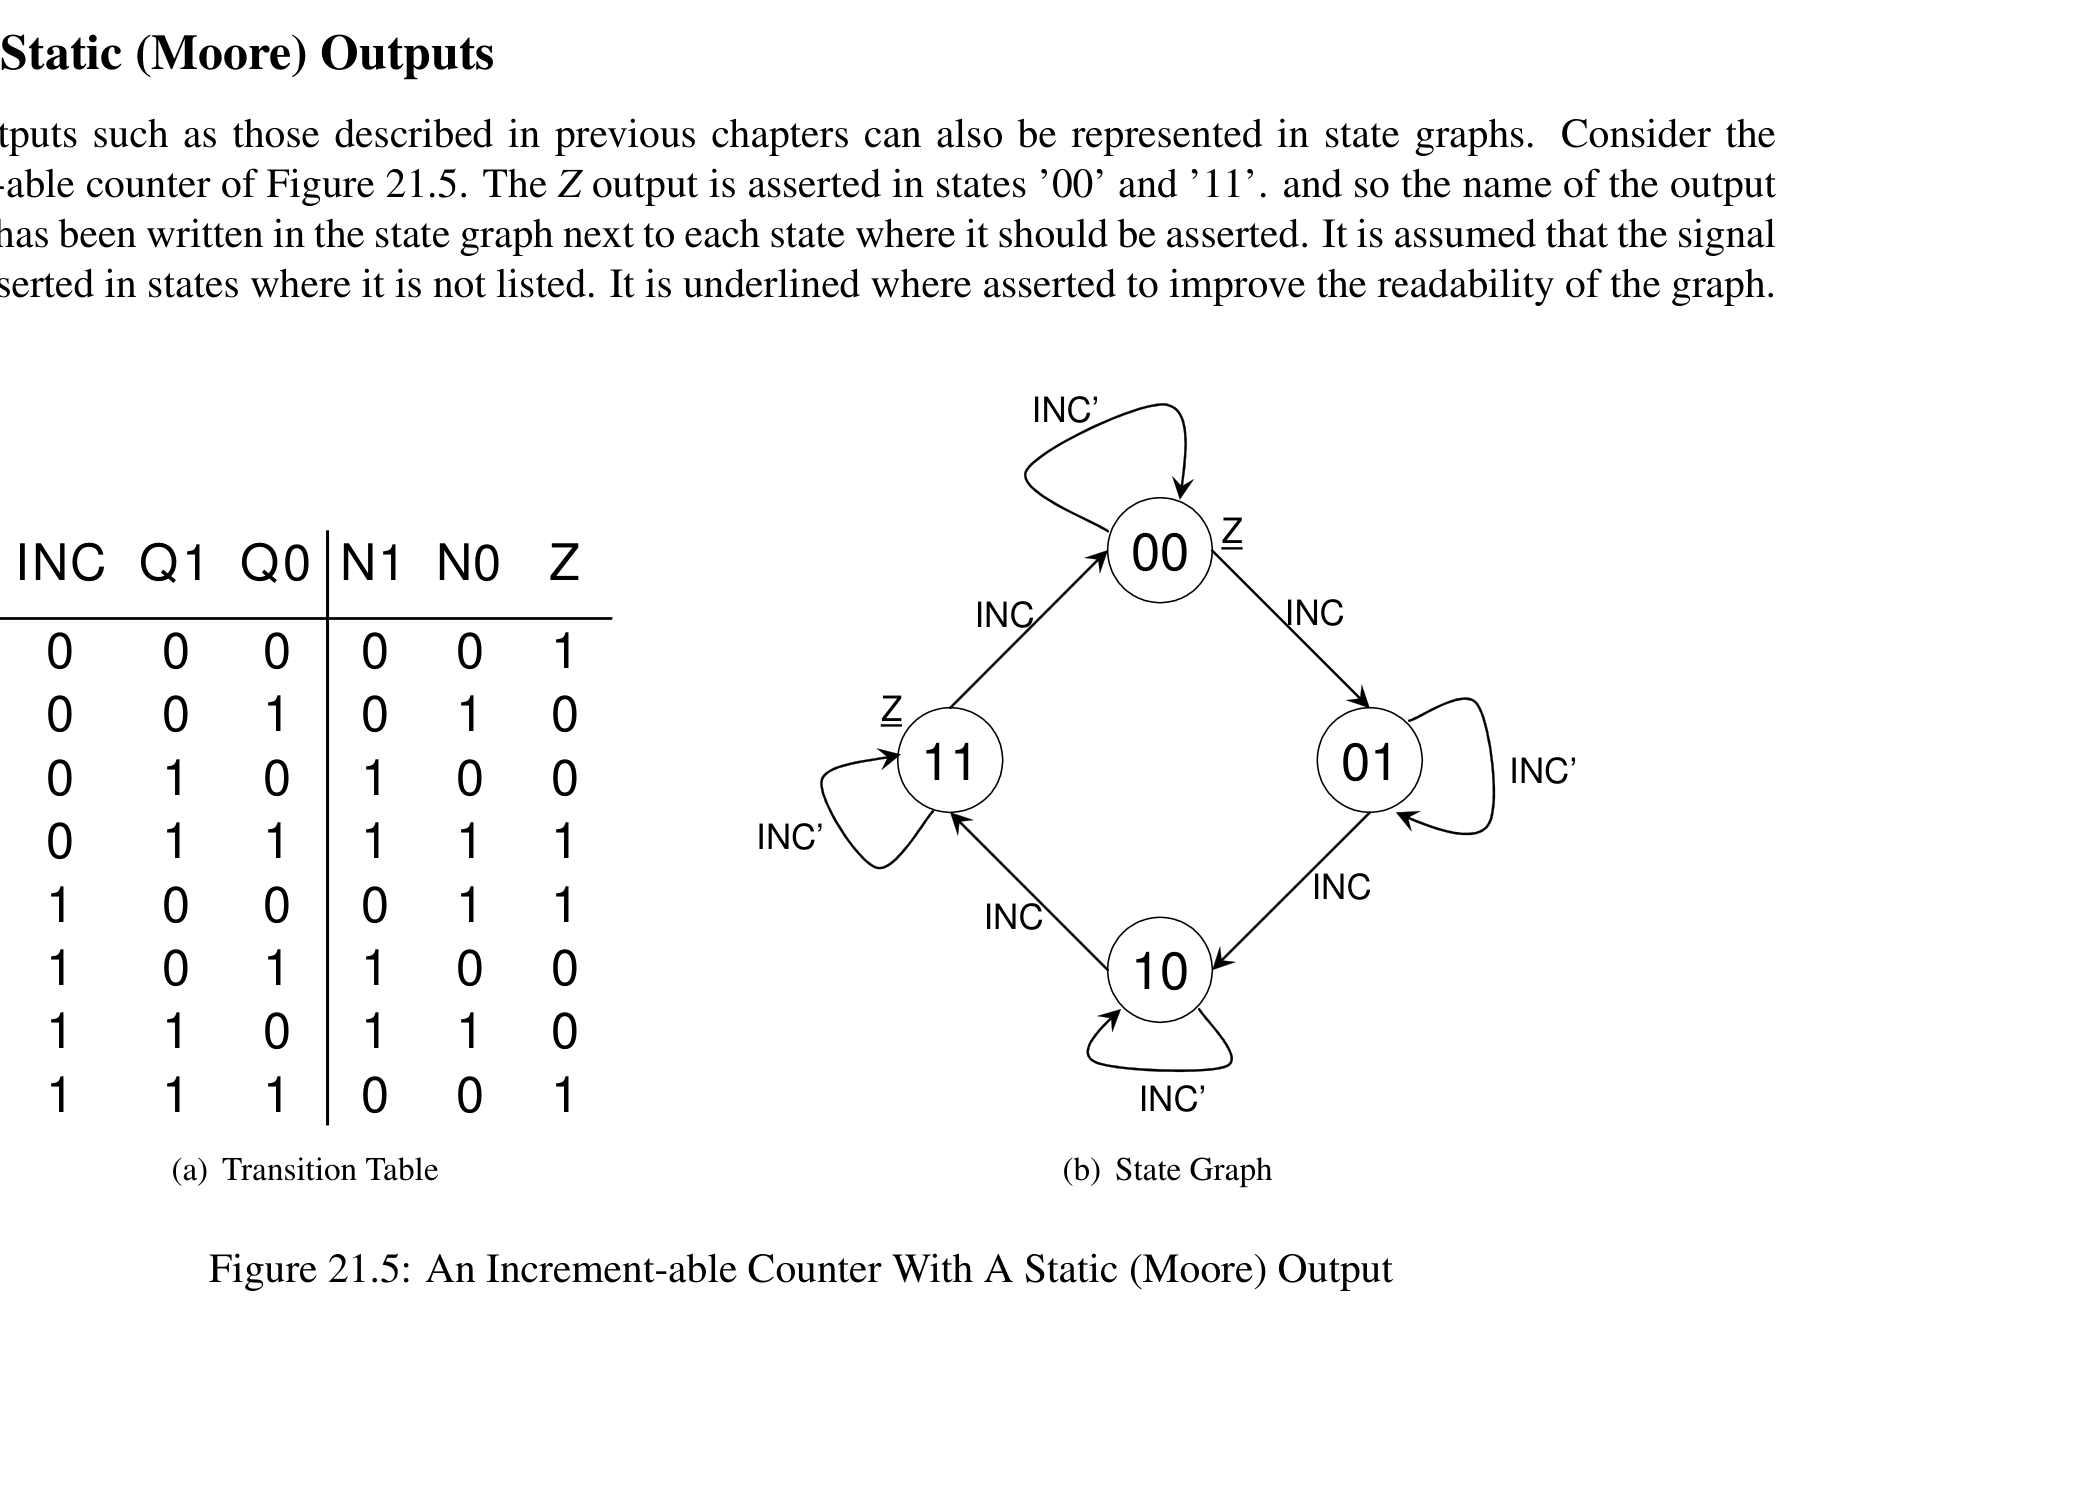 Static (Moore) Outputs
tputs such as those described in previous chapters can also be represented in state graphs. Consider the
-able counter of Figure 21.5. The Z output is asserted in states ’00’ and ’11’. and so the name of the output
has been written in the state graph next to each state where it should be asserted. It is assumed that the signal
serted in states where it is not listed. It is underlined where asserted to improve the readability of the graph.
INC Q1 Q0 N1 N0 Z
0 0 0 0 0 1
0 0 1 0 1 0
0 1 0 1 0 0
0 1 1 1 1 1
1 0 0 0 1 1
1 0 1 1 0 0
1 1 0 1 1 0
1 1 1 0 0 1
(a) Transition Table
INC’
00 Z
INC INC
Z
11 01 INC’
INC’
INC INC
10
INC’
(b) State Graph
Figure 21.5: An Increment-able Counter With A Static (Moore) Output